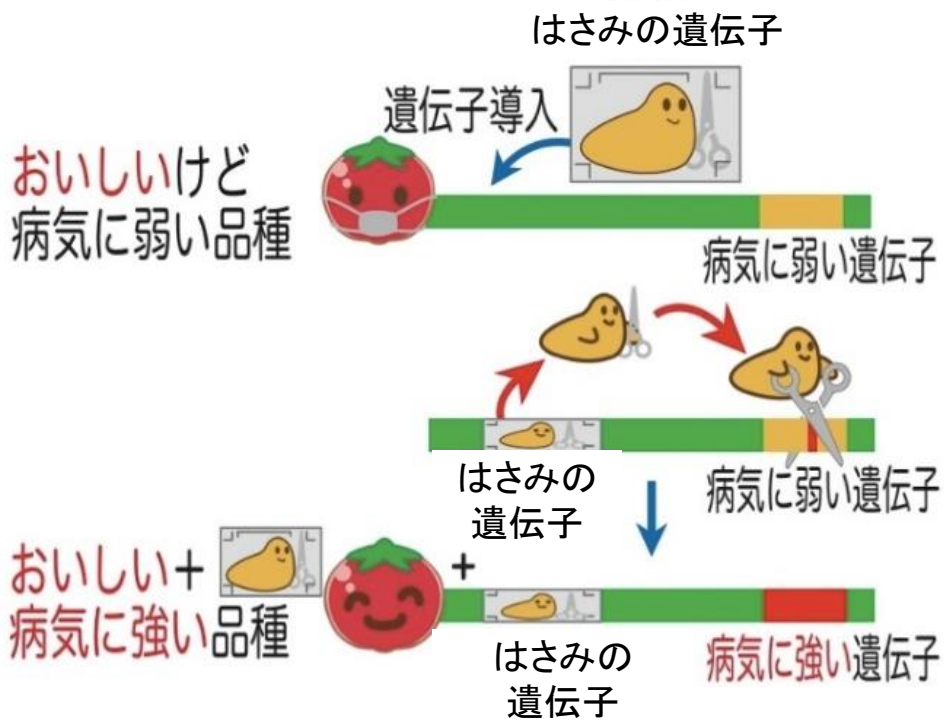 はさみの遺伝子
遺伝子導入
おいしいけど
病気に弱い品種
病気に弱い遺伝子
はさみの
遺伝子
病気に弱い遺伝子
おいしい+
病気に強い品種
+
はさみの
遺伝子
病気に強い遺伝子